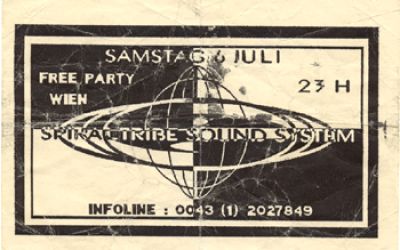 SAMSTAG 6 JULI
FREE PARTY
WIEN
23 H
SPIRAL TRIBE SOUND SYSTEM
INFOLINE : 0043 (1) 2027849